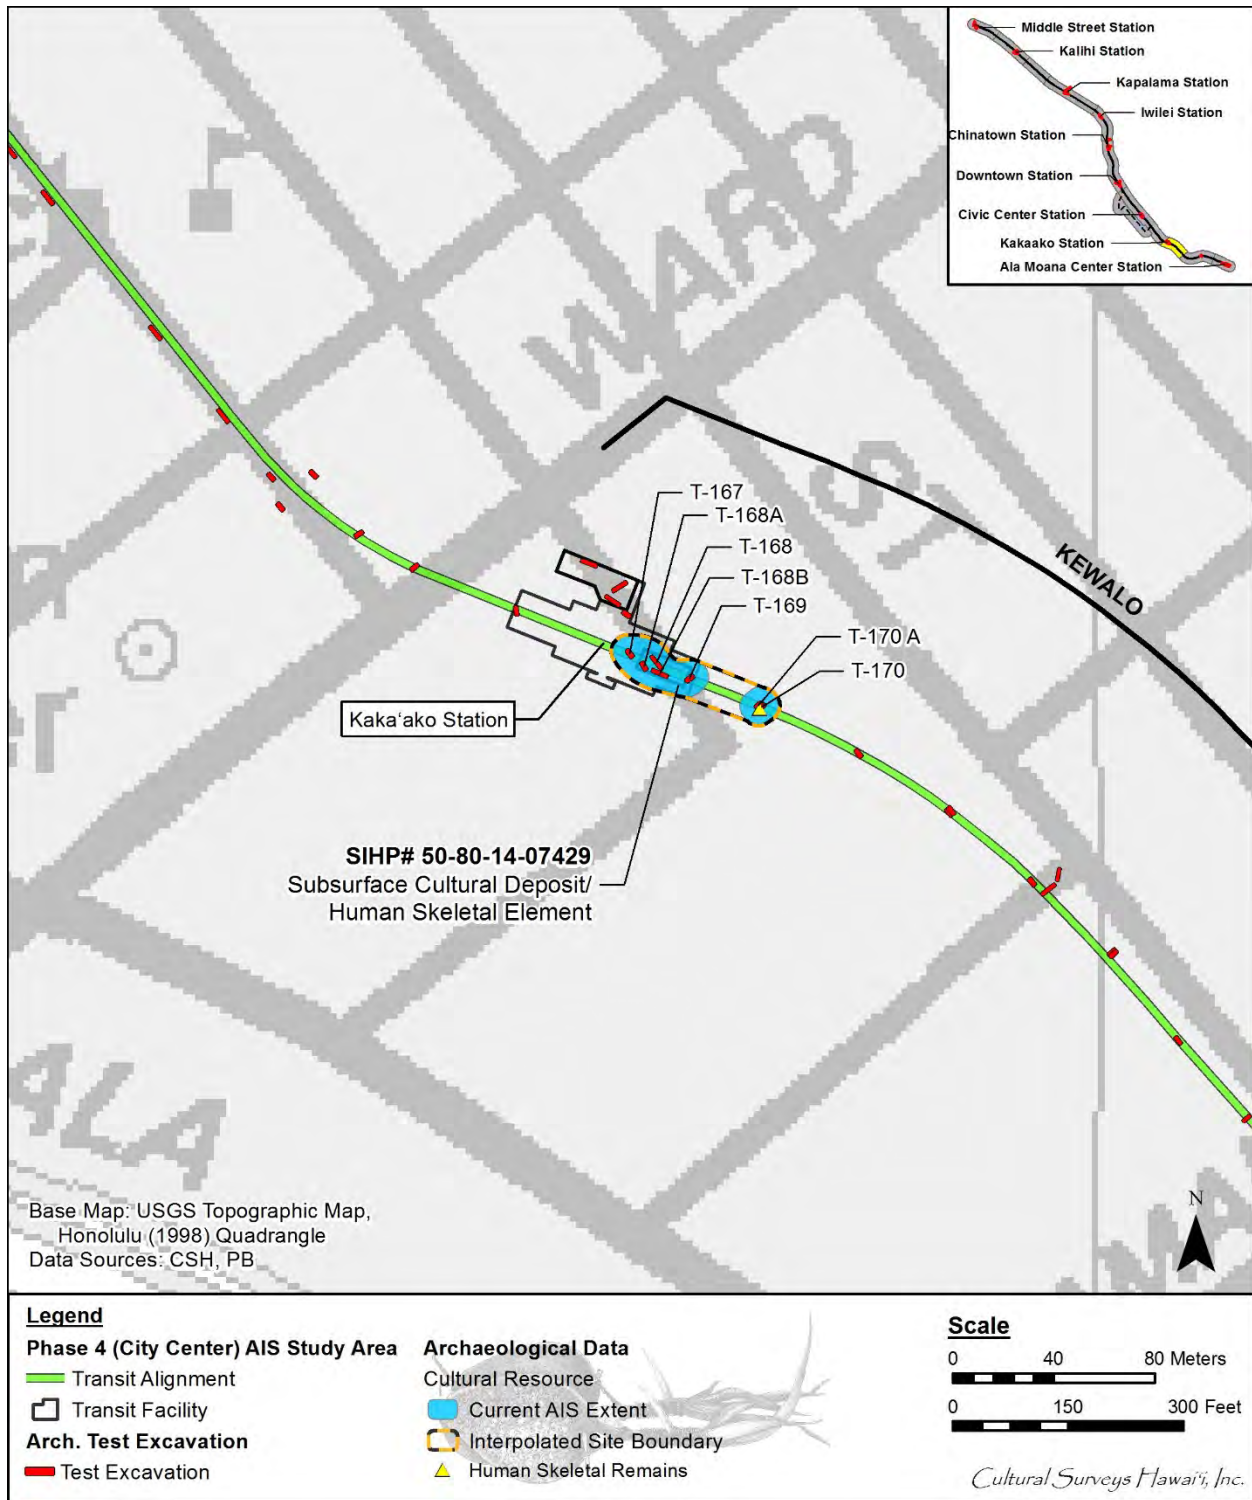 Middle Street Station
Kalihi Station
Kapalama Station
Iwilei Station
Chinatown Station
Downtown Station
Civic Center Station
Kakaako Station
Ala Moana Center Station
WARD
ST
KEWALO
T-167
T-168A
T-168
T-168B
T-169
T-170 A
T-170
Kaka‘ako Station
SIHP# 50-80-14-07429
Subsurface Cultural Deposit/
Human Skeletal Element
ALA
N
Base Map: USGS Topographic Map,
Honolulu (1998) Quadrangle
Data Sources: CSH, PB
Legend
Phase 4 (City Center) AIS Study Area
Transit Alignment
Transit Facility
Arch. Test Excavation
Test Excavation
Archaeological Data
Cultural Resource
Current AIS Extent
Interpolated Site Boundary
Human Skeletal Remains
Scale
0 40 80 Meters
0 150 300 Feet
Cultural Surveys Hawai‘i, Inc.